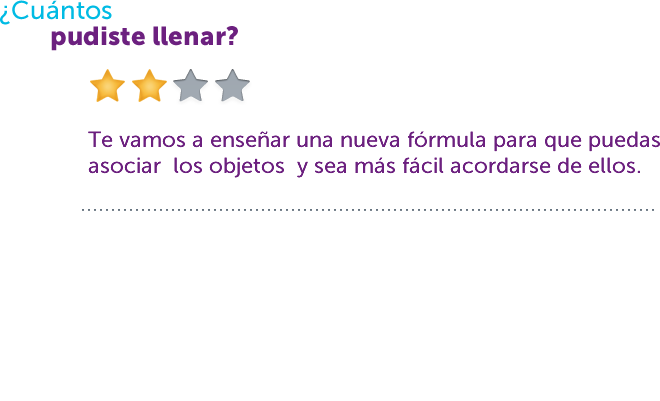 ¿Cuántos
pudiste llenar?
Te vamos a enseñar una nueva fórmula para que puedas
asociar los objetos y sea más fácil acordarse de ellos.